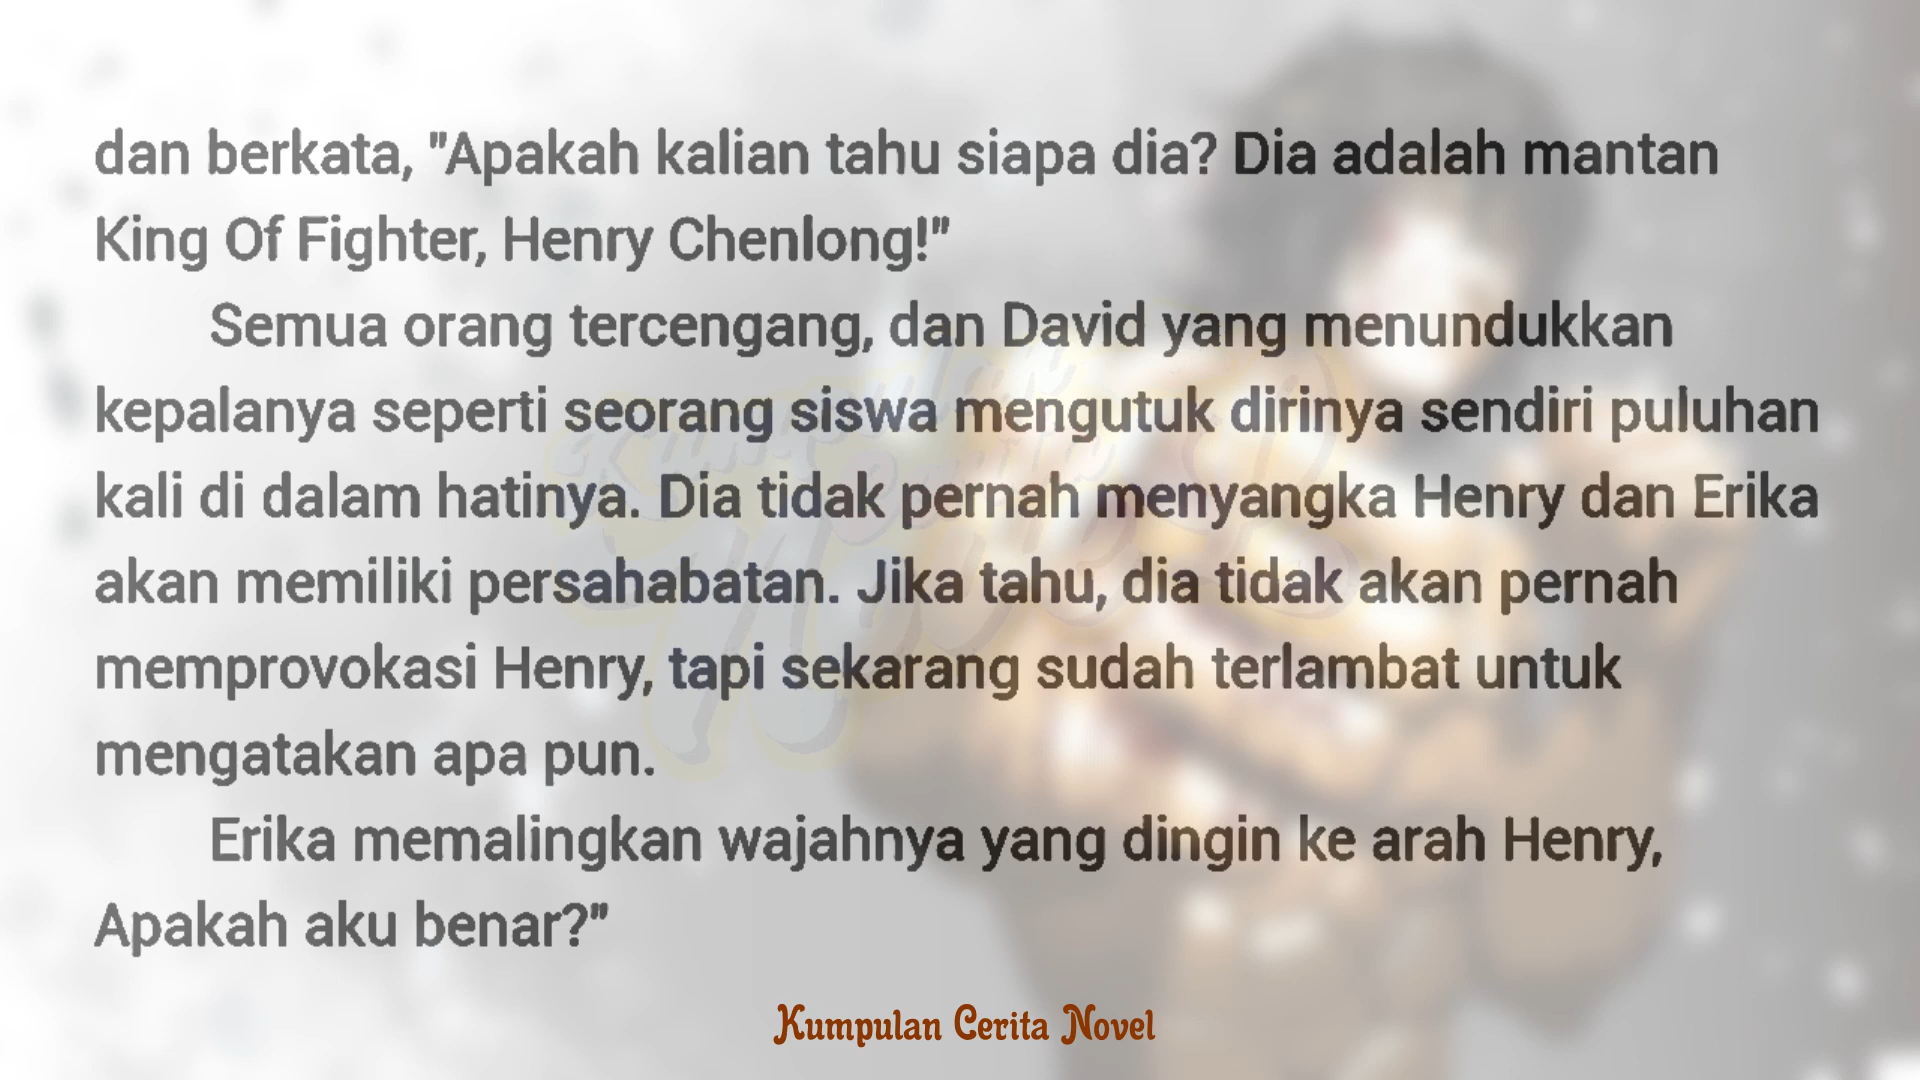 dan berkata, "Apakah kalian tahu siapa dia? Dia adalah mantan
King Of Fighter, Henry Chenlong!"
Semua orang tercengang, dan David yang menundukkan
kepalanya seperti seorang siswa mengutuk dirinya sendiri puluhan
kali di dalam hatinya. Dia tidak pernah menyangka Henry dan Erika
akan memiliki persahabatan. Jika tahu, dia tidak akan pernah
memprovokasi Henry, tapi sekarang sudah terlambat untuk
mengatakan apa pun.
Erika memalingkan wajahnya yang dingin ke arah Henry,
Apakah aku benar?"
Kumpulan Cerita Novel